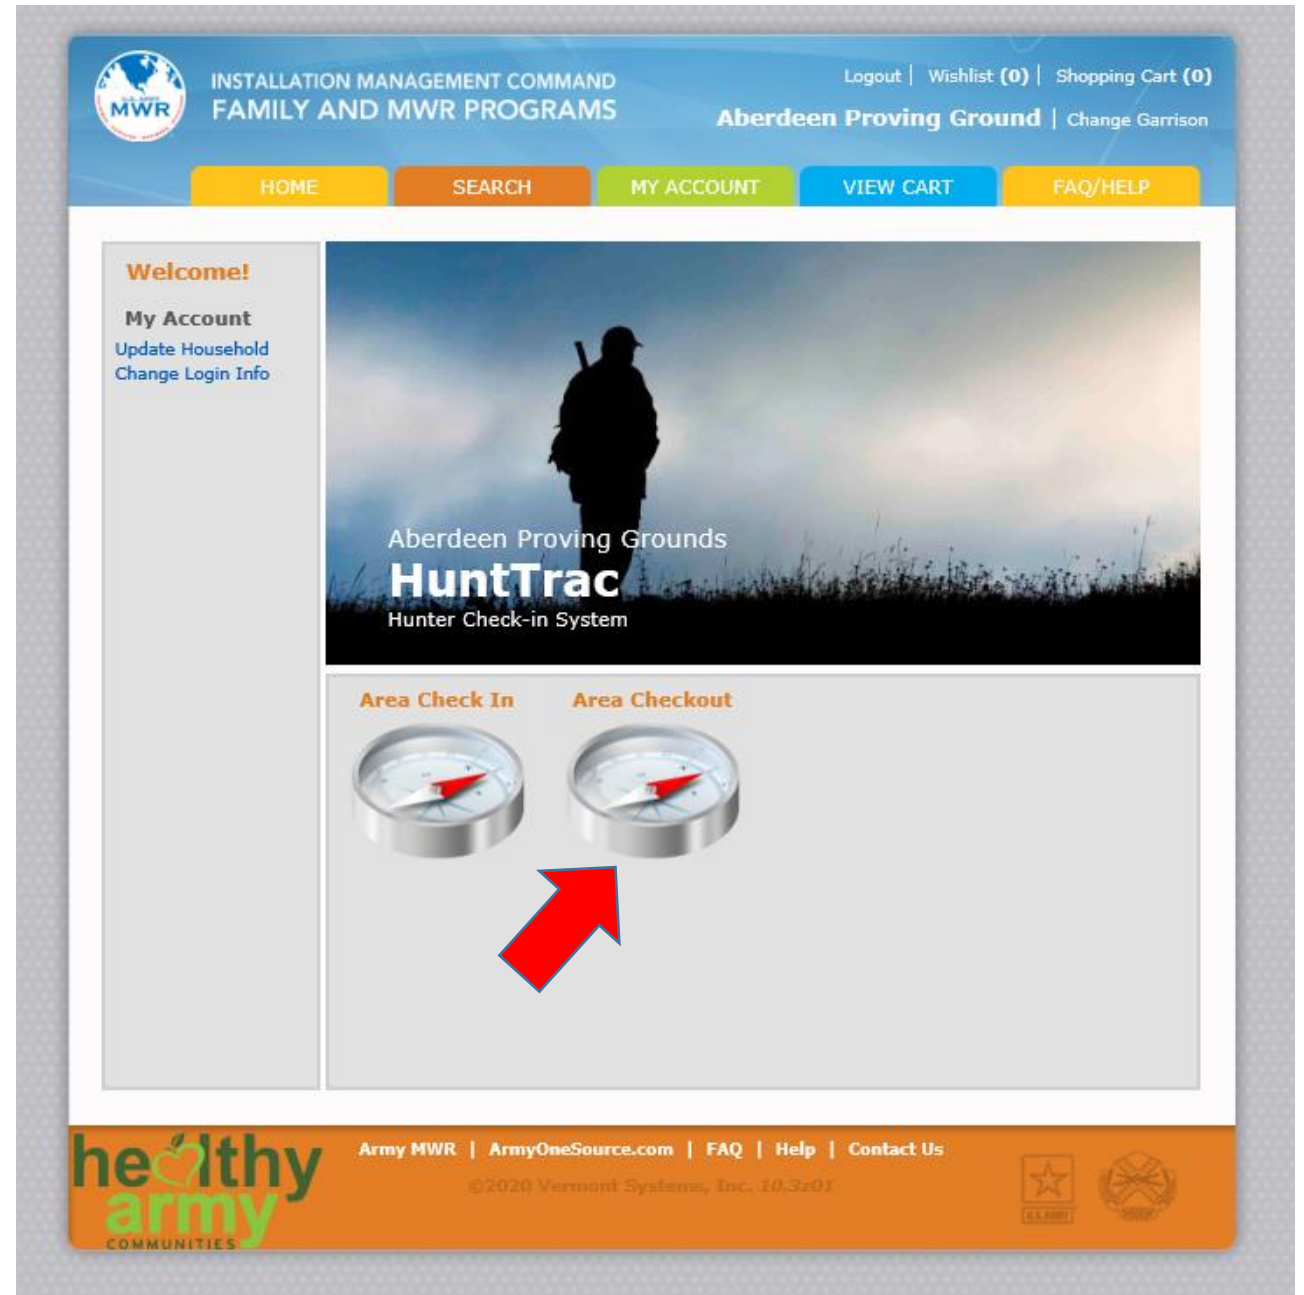 MWR
INSTALLATION MANAGEMENT COMMAND
FAMILY AND MWR PROGRAMS
Logout | Wishlist (0) | Shopping Cart (0)
Aberdeen Proving Ground | Change Garrison
HOME
SEARCH
MY ACCOUNT
VIEW CART
FAQ/HELP
Welcome!
My Account
Update Household
Change Login Info
Aberdeen Proving Grounds
HuntTrac
Hunter Check-in System
Area Check In
Area Checkout
Army MWR | ArmyOneSource.com | FAQ | Help | Contact Us
©2020 Vermont Systems, Inc. 10.3z01
healthy
army
COMMUNITIES
U.S. ARMY